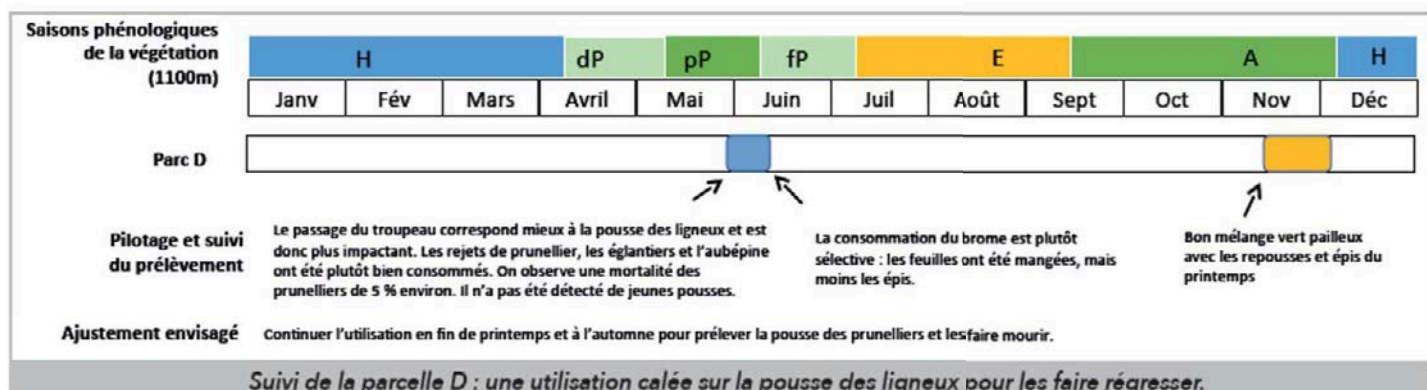 Saisons phénologiques
de la végétation
(1100m)
H dP pP fP E A H
Janv Fév Mars Avril Mai Juin Juil Août Sept Oct Nov Déc
Parc D
Pilotage et suivi
du prélèvement
Le passage du troupeau correspond mieux à la pousse des ligneux et est
donc plus impactant. Les rejets de prunellier, les églantiers et l'aubépine
ont été plutôt bien consommés. On observe une mortalité des
prunelliers de 5 % environ. Il n'a pas été détecté de jeunes pousses.
La consommation du brome est plutôt
sélective : les feuilles ont été mangées, mais
moins les épis.
Bon mélange vert pailleux
avec les repousses et épis du
printemps
Ajustement envisagé
Continuer l'utilisation en fin de printemps et à l'automne pour prélever la pousse des prunelliers et les faire mourir.
Suivi de la parcelle D : une utilisation calée sur la pousse des ligneux pour les faire régresser.